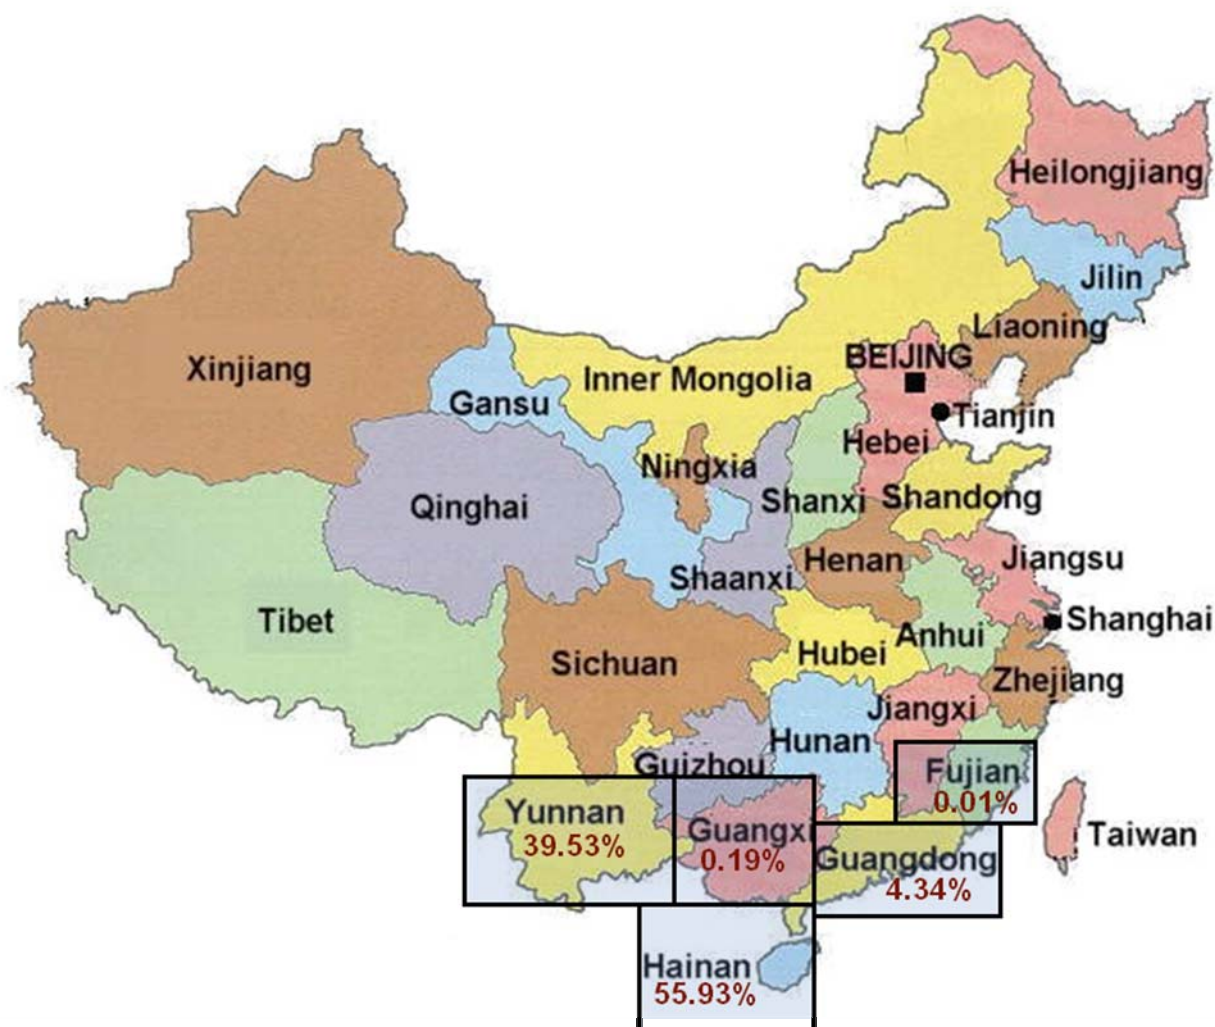 Heilongjiang
Jilin
Liaoning
BEIJING
Xinjiang
Inner Mongolia
Gansu
Tianjin
Hebei
Ningxia
Shanxi
Shandong
Qinghai
Henan
Jiangsu
Shaanxi
Tibet
Shanghai
Anhui
Hubei
Sichuan
Zhejiang
Jiangxi
Hunan
Guizhou
Fujian
0.01%
Yunnan
39.53%
Guangxi
0.19%
Taiwan
Guangdong
4.34%
Hainan
55.93%